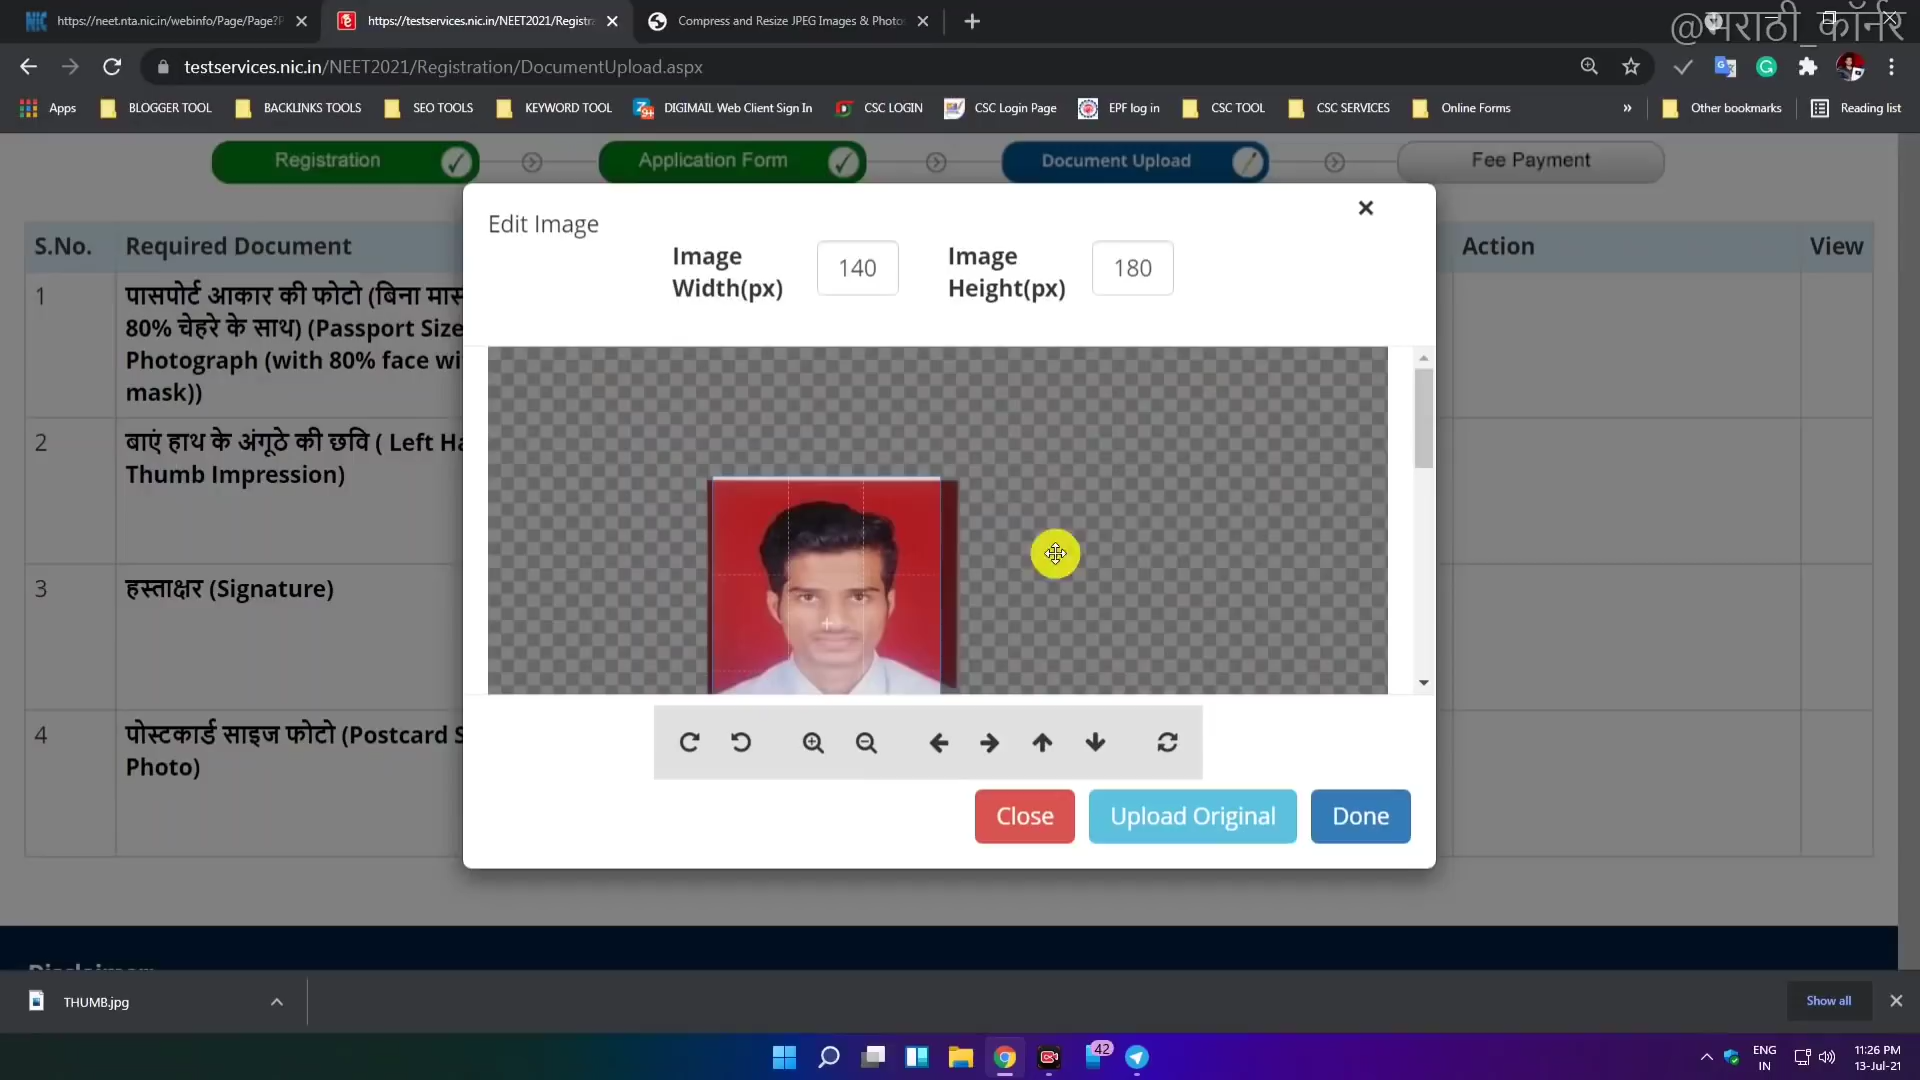 https://neet.nta.nic.in/webinfo/Page/Page?P
https://testservices.nic.in/NEET2021/Registra
Compress and Resize JPEG Images & Photo
@मराठी_कॉर्नर
testservices.nic.in/NEET2021/Registration/DocumentUpload.aspx
Apps BLOGGER TOOL BACKLINKS TOOLS SEO TOOLS KEYWORD TOOL DIGIMAIL Web Client Sign In CSC LOGIN CSC Login Page EPF log in CSC TOOL CSC SERVICES Online Forms » Other bookmarks Reading list
Registration Application Form Document Upload Fee Payment
Edit Image
Image Width(px) 140 Image Height(px) 180
S.No. Required Document Action View
1 पासपोर्ट आकार की फोटो (बिना मास
80% चेहरे के साथ) (Passport Size
Photograph (with 80% face wi
mask))
2 बाएं हाथ के अंगूठे की छवि ( Left Ha
Thumb Impression)
3 हस्ताक्षर (Signature)
4 पोस्टकार्ड साइज फोटो (Postcard S
Photo)
Close Upload Original Done
THUMB.jpg
Show all
42
ENG
IN
11:26 PM
13-Jul-21